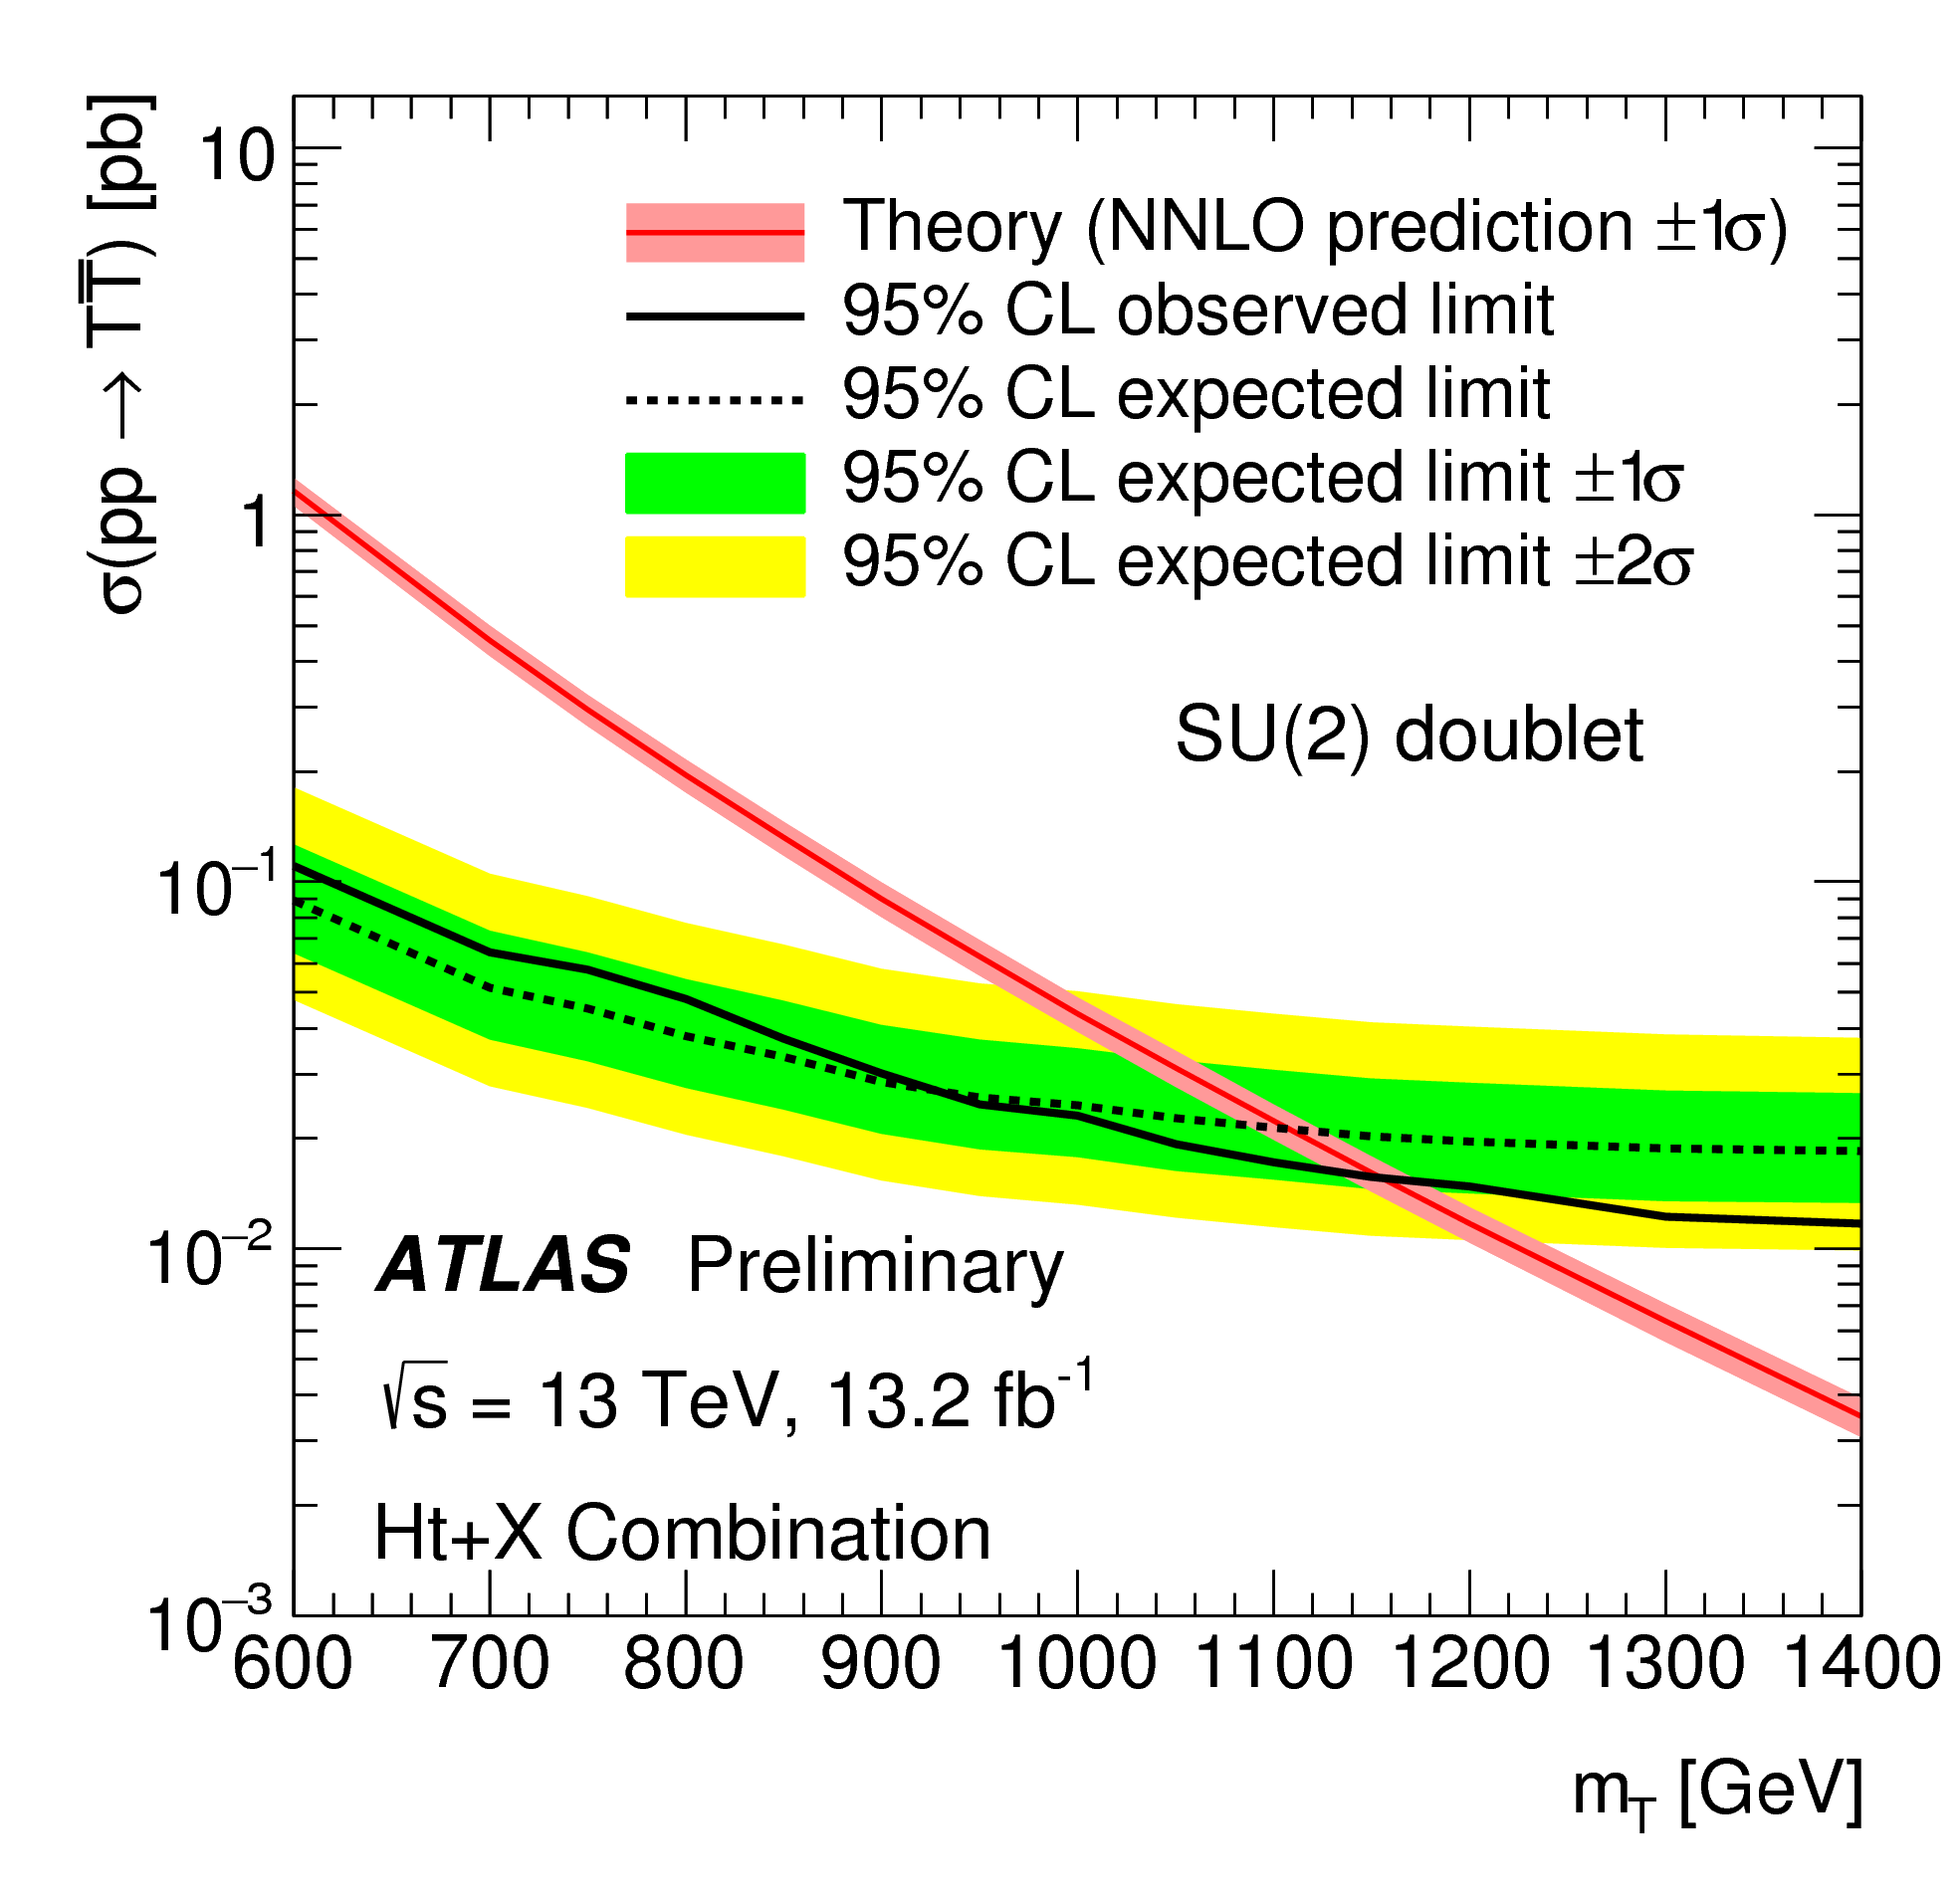 σ(pp → TT̅) [pb]
10
1
10⁻¹
10⁻²
10⁻³
Theory (NNLO prediction ±1σ)
95% CL observed limit
95% CL expected limit
95% CL expected limit ±1σ
95% CL expected limit ±2σ
SU(2) doublet
ATLAS Preliminary
√s = 13 TeV, 13.2 fb⁻¹
Ht+X Combination
600 700 800 900 1000 1100 1200 1300 1400
m_T [GeV]